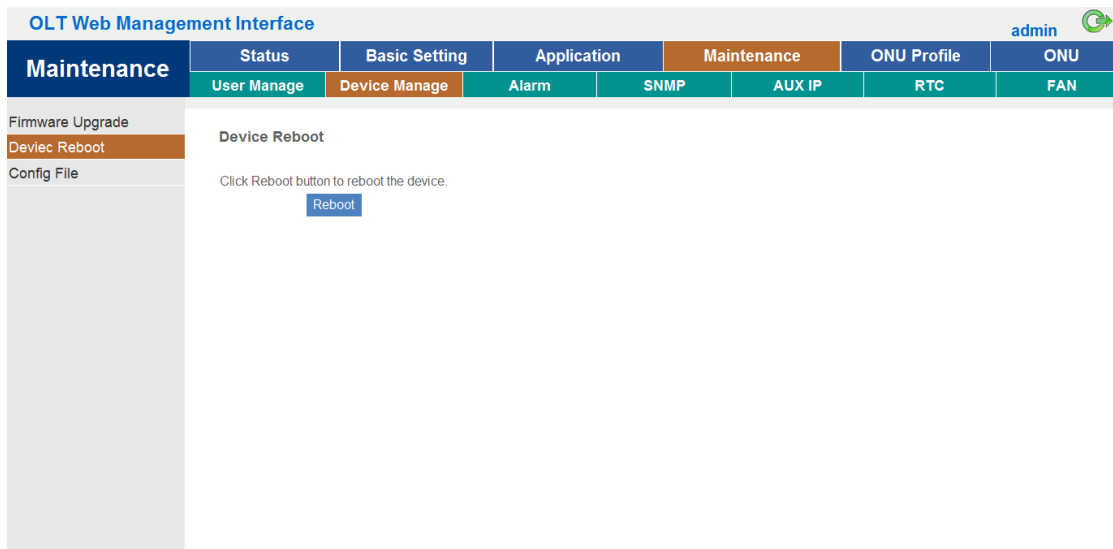 OLT Web Management Interface
admin
Maintenance
Status Basic Setting Application Maintenance ONU Profile ONU
User Manage Device Manage Alarm SNMP AUX IP RTC FAN
Firmware Upgrade
Deviec Reboot
Config File
Device Reboot
Click Reboot button to reboot the device.
Reboot